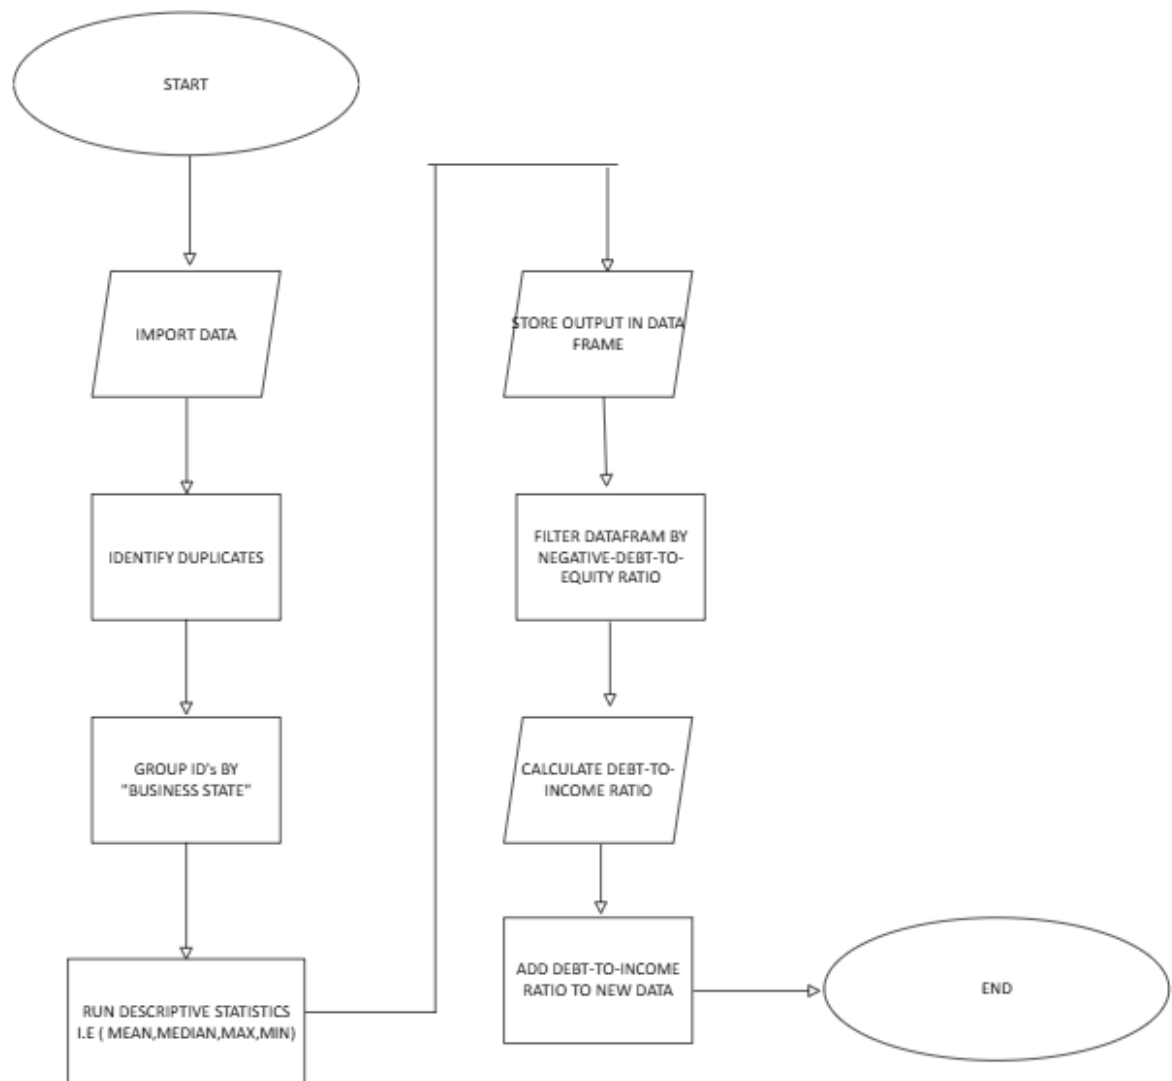 START
IMPORT DATA
IDENTIFY DUPLICATES
GROUP ID's BY
"BUSINESS STATE"
RUN DESCRIPTIVE STATISTICS
I.E ( MEAN,MEDIAN,MAX,MIN)
STORE OUTPUT IN DATA
FRAME
FILTER DATAFRAM BY
NEGATIVE-DEBT-TO-
EQUITY RATIO
CALCULATE DEBT-TO-
INCOME RATIO
ADD DEBT-TO-INCOME
RATIO TO NEW DATA
END